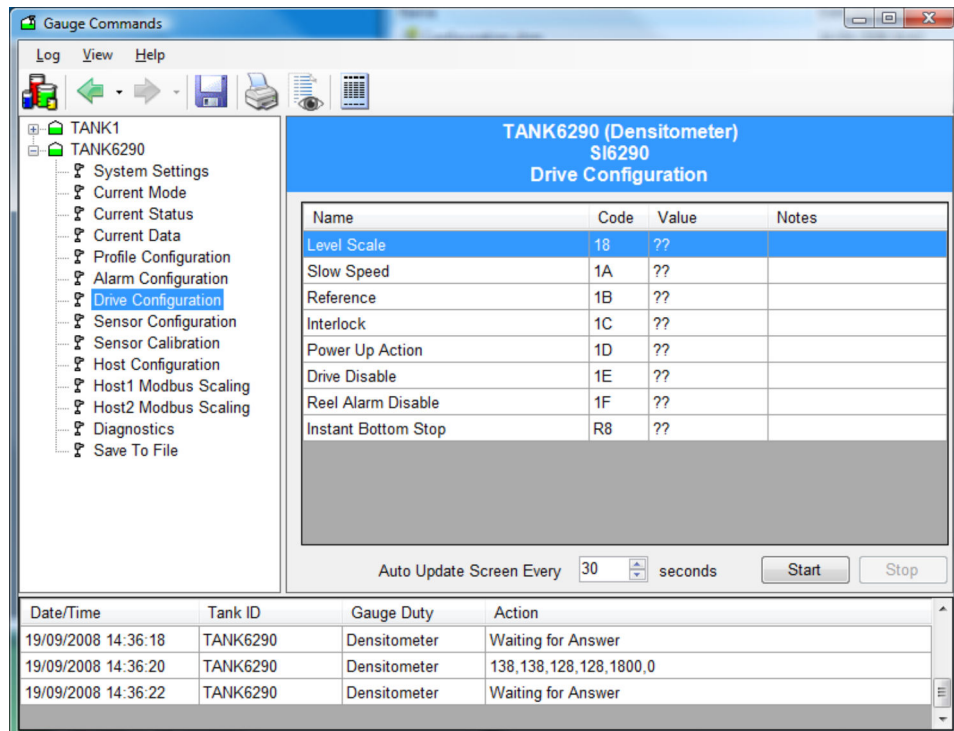 Gauge Commands
Log View Help
TANK1
TANK6290
System Settings
Current Mode
Current Status
Current Data
Profile Configuration
Alarm Configuration
Drive Configuration
Sensor Configuration
Sensor Calibration
Host Configuration
Host1 Modbus Scaling
Host2 Modbus Scaling
Diagnostics
Save To File
TANK6290 (Densitometer)
SI6290
Drive Configuration
Name Code Value Notes
Level Scale 18 ??
Slow Speed 1A ??
Reference 1B ??
Interlock 1C ??
Power Up Action 1D ??
Drive Disable 1E ??
Reel Alarm Disable 1F ??
Instant Bottom Stop R8 ??
Auto Update Screen Every 30 seconds Start Stop
Date/Time Tank ID Gauge Duty Action
19/09/2008 14:36:18 TANK6290 Densitometer Waiting for Answer
19/09/2008 14:36:20 TANK6290 Densitometer 138,138,128,128,1800,0
19/09/2008 14:36:22 TANK6290 Densitometer Waiting for Answer